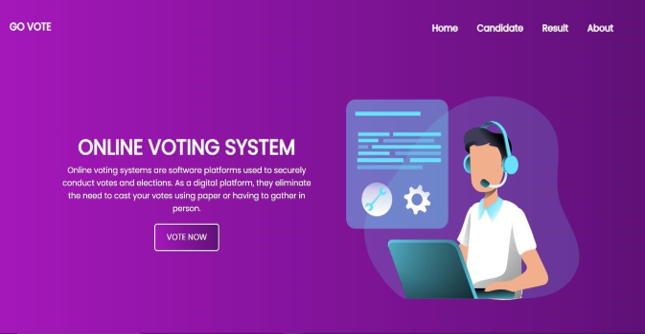 GO VOTE
Home Candidate Result About
ONLINE VOTING SYSTEM
Online voting systems are software platforms used to securely
conduct votes and elections. As a digital platform, they eliminate
the need to cast your votes using paper or having to gather in
person.
VOTE NOW